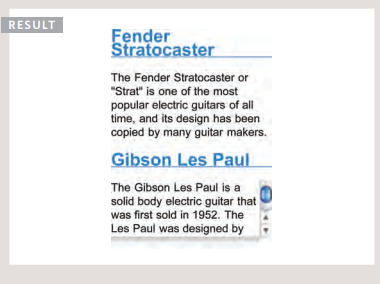 RESULT
Fender
Stratocaster
The Fender Stratocaster or
"Strat" is one of the most
popular electric guitars of all
time, and its design has been
copied by many guitar makers.
Gibson Les Paul
The Gibson Les Paul is a
solid body electric guitar that
was first sold in 1952. The
Les Paul was designed by